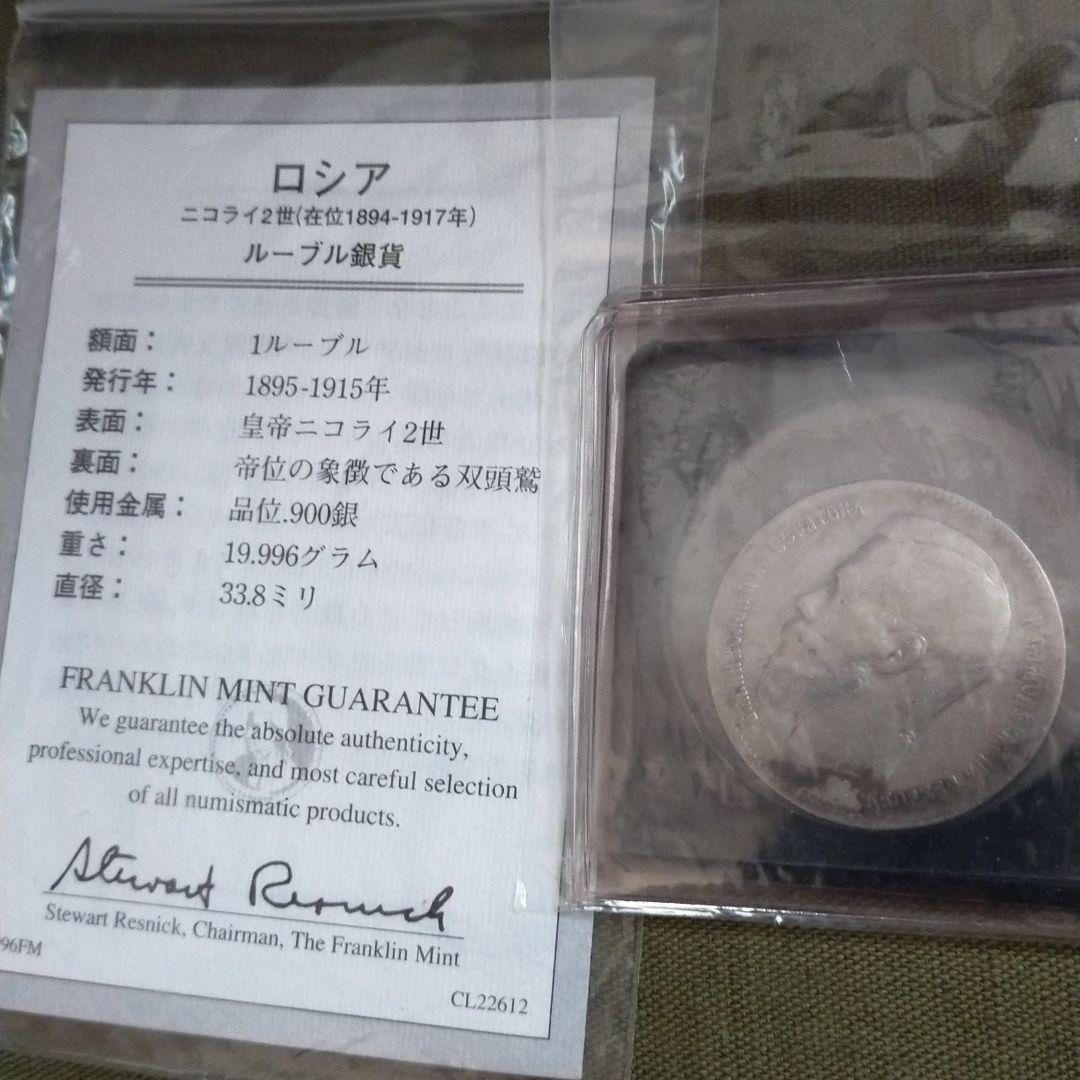 ロシア
ニコライ2世(在位1894-1917年)
ルーブル銀貨
額面： 1ルーブル
発行年： 1895-1915年
表面： 皇帝ニコライ2世
裏面： 帝位の象徴である双頭鷲
使用金属： 品位.900銀
重さ： 19.996グラム
直径： 33.8ミリ
FRANKLIN MINT GUARANTEE
We guarantee the absolute authenticity,
professional expertise, and most careful selection
of all numismatic products.
Stewart Resnick
Stewart Resnick, Chairman, The Franklin Mint
96FM
CL22612